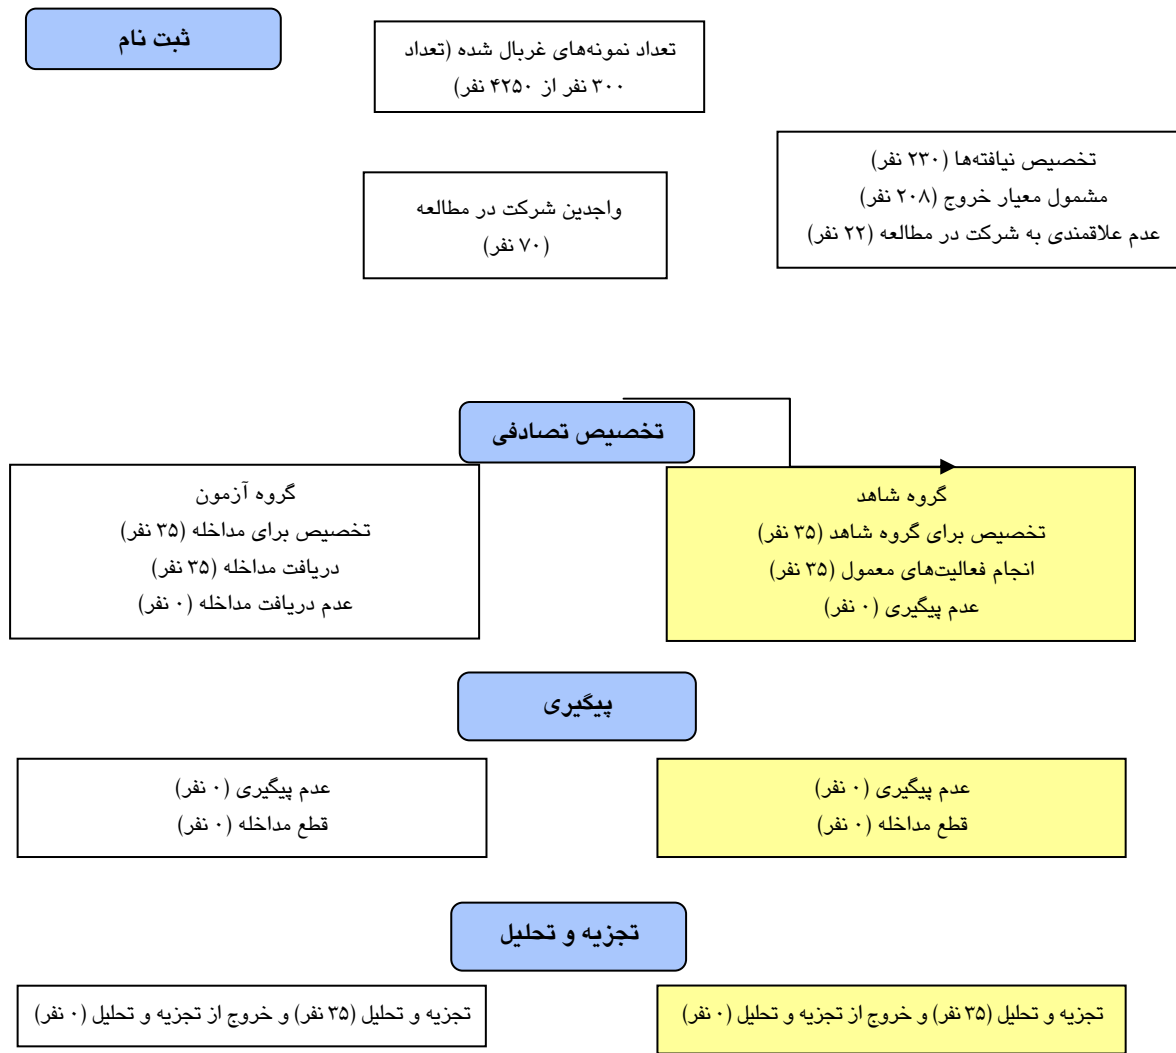 ثبت نام
تعداد نمونه‌های غربال شده (تعداد
۳۰۰ نفر از ۴۲۵۰ نفر)
تخصیص نیافته‌ها (۲۳۰ نفر)
مشمول معیار خروج (۲۰۸ نفر)
عدم علاقمندی به شرکت در مطالعه (۲۲ نفر)
واجدین شرکت در مطالعه
(۷۰ نفر)
تخصیص تصادفی
گروه شاهد
تخصیص برای گروه شاهد (۳۵ نفر)
انجام فعالیت‌های معمول (۳۵ نفر)
عدم پیگیری (۰ نفر)
گروه آزمون
تخصیص برای مداخله (۳۵ نفر)
دریافت مداخله (۳۵ نفر)
عدم دریافت مداخله (۰ نفر)
پیگیری
عدم پیگیری (۰ نفر)
قطع مداخله (۰ نفر)
عدم پیگیری (۰ نفر)
قطع مداخله (۰ نفر)
تجزیه و تحلیل
تجزیه و تحلیل (۳۵ نفر) و خروج از تجزیه و تحلیل (۰ نفر)
تجزیه و تحلیل (۳۵ نفر) و خروج از تجزیه و تحلیل (۰ نفر)